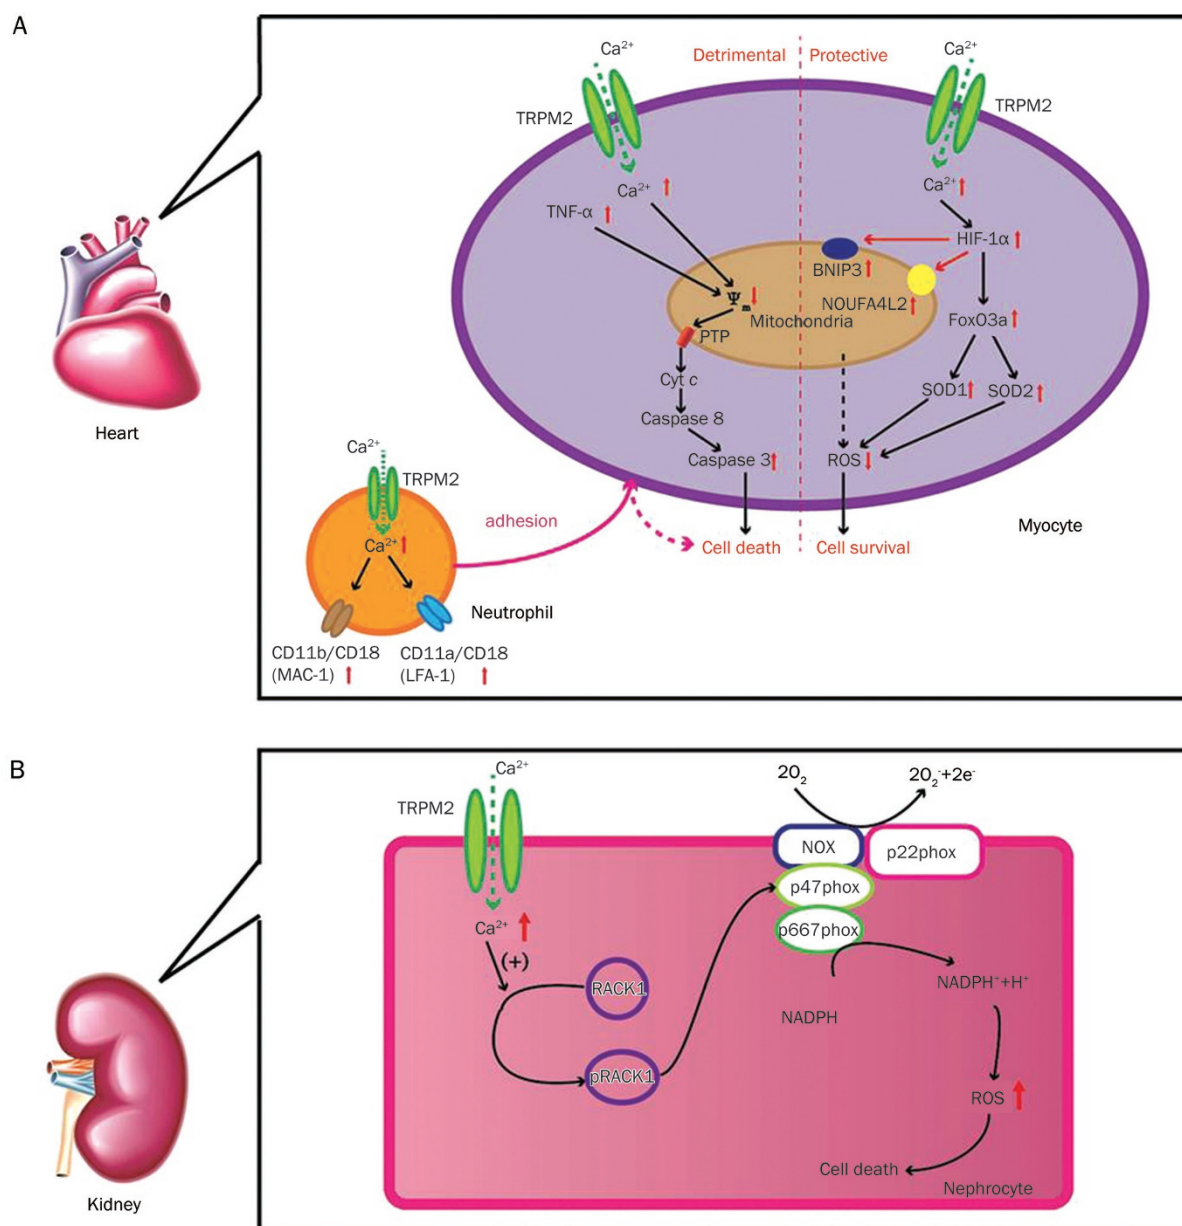 A
Ca²⁺
Detrimental
Protective
Ca²⁺
TRPM2
TRPM2
Ca²⁺
Ca²⁺
TNF-α
HIF-1α
BNIP3
NOUFA4L2
Ψm
Mitochondria
FoxO3a
PTP
Cyt c
SOD1
SOD2
Caspase 8
Caspase 3
ROS
Heart
Ca²⁺
TRPM2
adhesion
Myocyte
Ca²⁺
Cell death
Cell survival
Neutrophil
CD11b/CD18
(MAC-1)
CD11a/CD18
(LFA-1)
B
Ca²⁺
2O₂
2O₂⁻+2e⁻
TRPM2
NOX
p22phox
p47phox
Ca²⁺
p667phox
(+)
RACK1
NADPH⁺+H⁺
NADPH
pRACK1
ROS
Cell death
Nephrocyte
Kidney